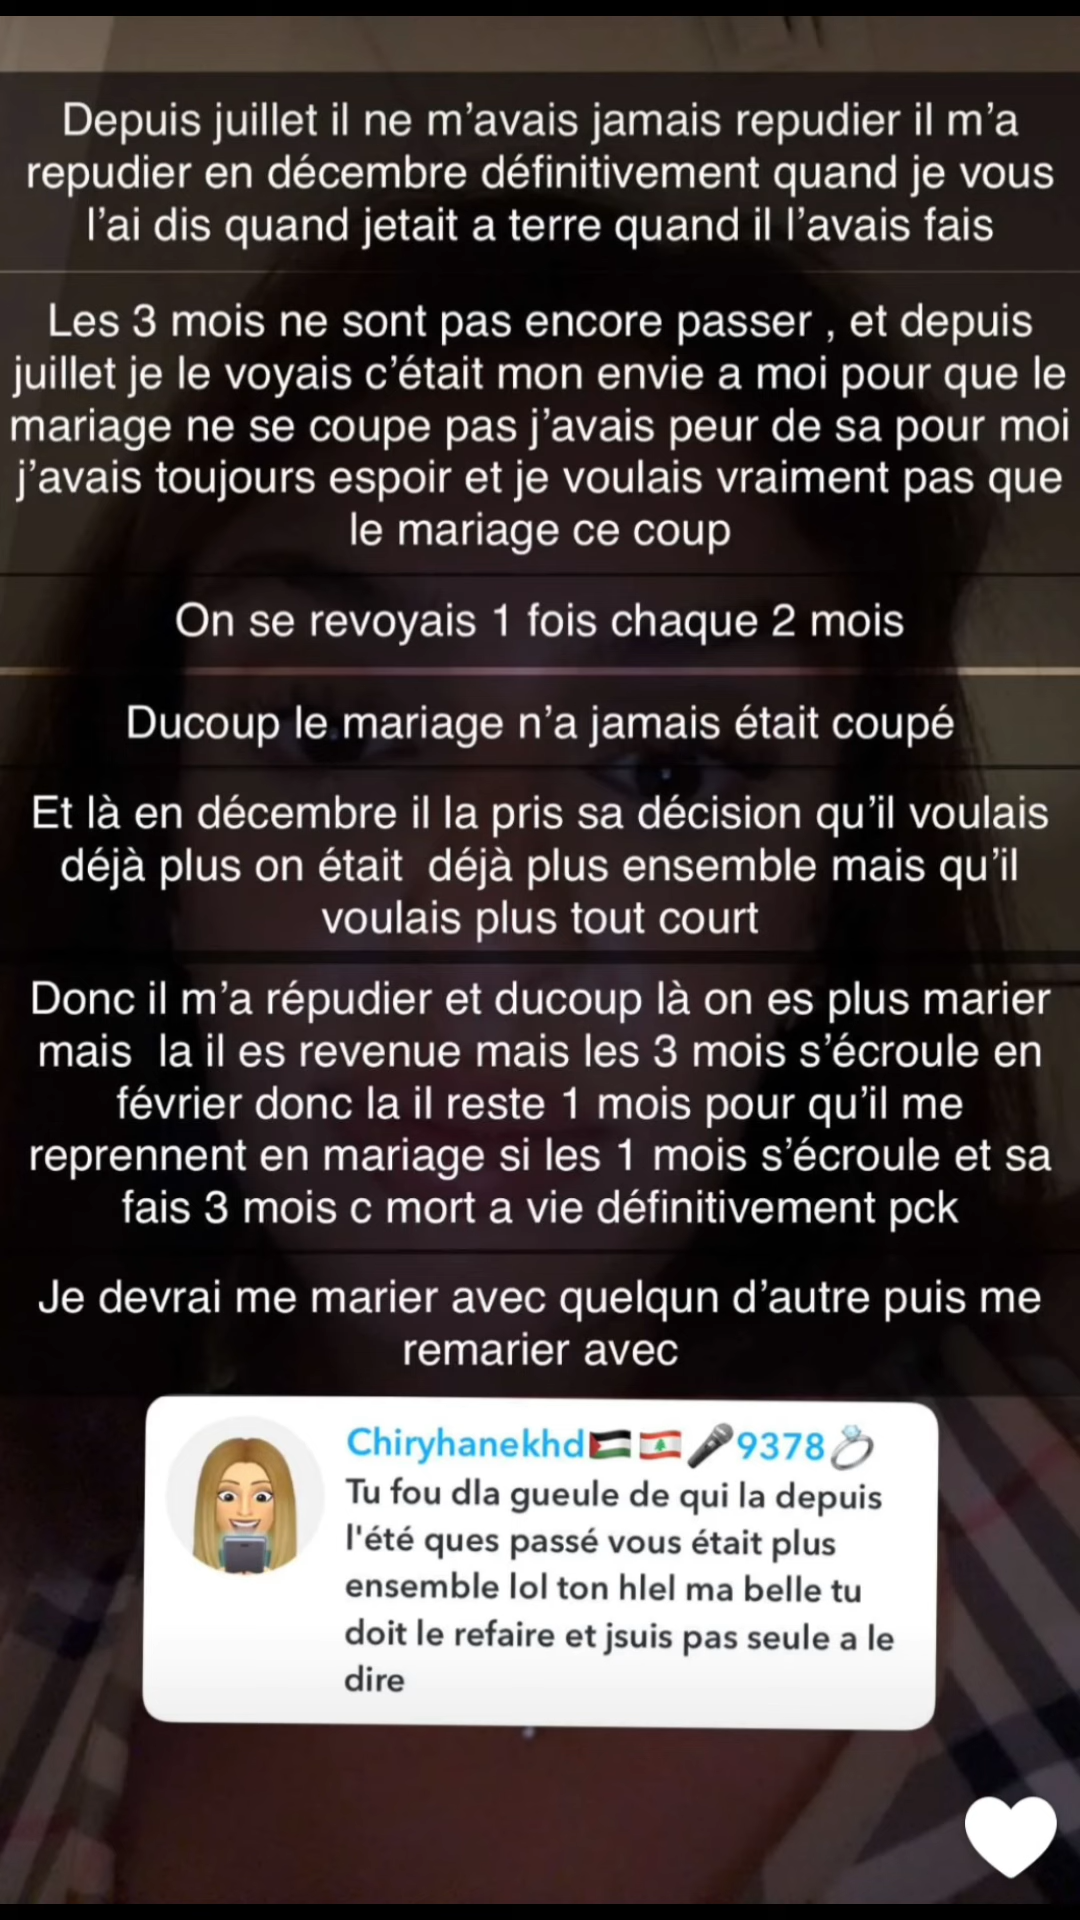 Depuis juillet il ne m’avais jamais repudier il m’a
repudier en décembre définitivement quand je vous
l’ai dis quand jetait a terre quand il l’avais fais
Les 3 mois ne sont pas encore passer , et depuis
juillet je le voyais c’était mon envie a moi pour que le
mariage ne se coupe pas j’avais peur de sa pour moi
j’avais toujours espoir et je voulais vraiment pas que
le mariage ce coup
On se revoyais 1 fois chaque 2 mois
Ducoup le mariage n’a jamais était coupé
Et là en décembre il la pris sa décision qu’il voulais
déjà plus on était  déjà plus ensemble mais qu’il
voulais plus tout court
Donc il m’a répudier et ducoup là on es plus marier
mais  la il es revenue mais les 3 mois s’écroule en
février donc la il reste 1 mois pour qu’il me
reprennent en mariage si les 1 mois s’écroule et sa
fais 3 mois c mort a vie définitivement pck
Je devrai me marier avec quelqun d’autre puis me
remarier avec
Chiryhanekhd🇵🇸🇱🇧🎤9378💍
Tu fou dla gueule de qui la depuis
l'été ques passé vous était plus
ensemble lol ton hlel ma belle tu
doit le refaire et jsuis pas seule a le
dire